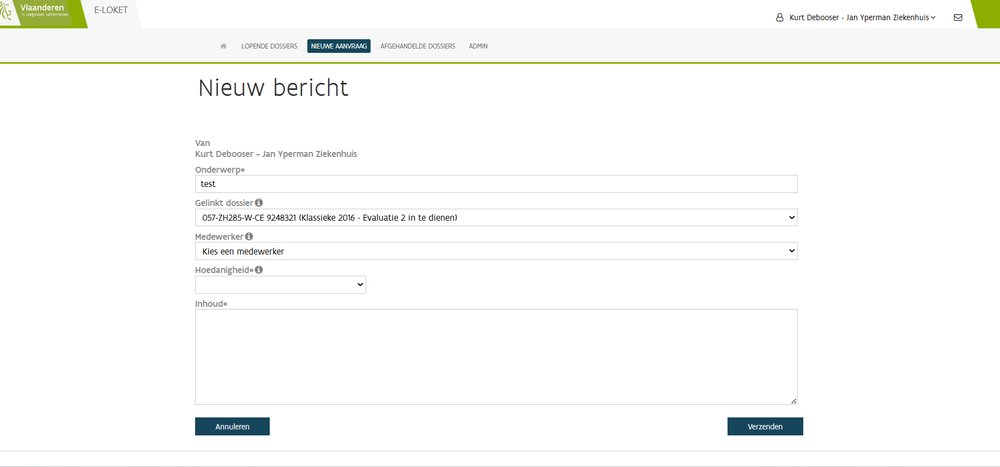 Vlaanderen
is zorgzaam samenleven
E-LOKET
Kurt Debooser - Jan Yperman Ziekenhuis
LOPENDE DOSSIERS
NIEUWE AANVRAAG
AFGEHANDELDE DOSSIERS
ADMIN
Nieuw bericht
Van
Kurt Debooser - Jan Yperman Ziekenhuis
Onderwerp*
test
Gelinkt dossier
057-ZH285-W-CE 9248321 (Klassieke 2016 - Evaluatie 2 in te dienen)
Medewerker
Kies een medewerker
Hoedanigheid*
Inhoud*
Annuleren
Verzenden